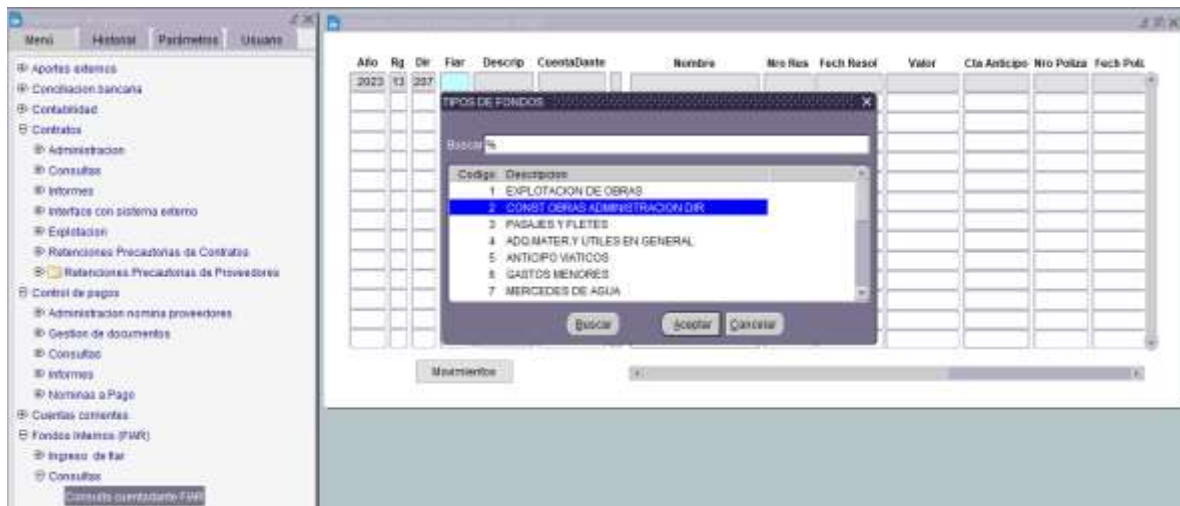 Menú Historial Parámetros Usuario
Aportes externos
Conciliacion bancaria
Contabilidad
Contratos
Administracion
Consultas
Informes
Interface con sistema externo
Explotacion
Retenciones Precautorias de Contratos
Retenciones Precautorias de Proveedores
Control de pagos
Administracion nomina proveedores
Gestion de documentos
Consultas
Informes
Nominas a Pago
Cuentas corrientes
Fondos Internos (FIAR)
Ingreso de fiar
Consultas
Consulta cuentadante FIAR
Año Rg Dir Fiar Descrip CuentaDante Nombre Nro Res Fech Resol Valor Cta Anticipo Nro Poliza Fech Poli
2023 13 207
TIPOS DE FONDOS
Buscar %
Codigo Descripcion
1 EXPLOTACION DE OBRAS
2 CONST OBRAS ADMINISTRACION DIR
3 PASAJES Y FLETES
4 ADQ.MATER.Y UTILES EN GENERAL
5 ANTICIPO VIATICOS
6 GASTOS MENORES
7 MERCEDES DE AGUA
Buscar Aceptar Cancelar
Movimientos